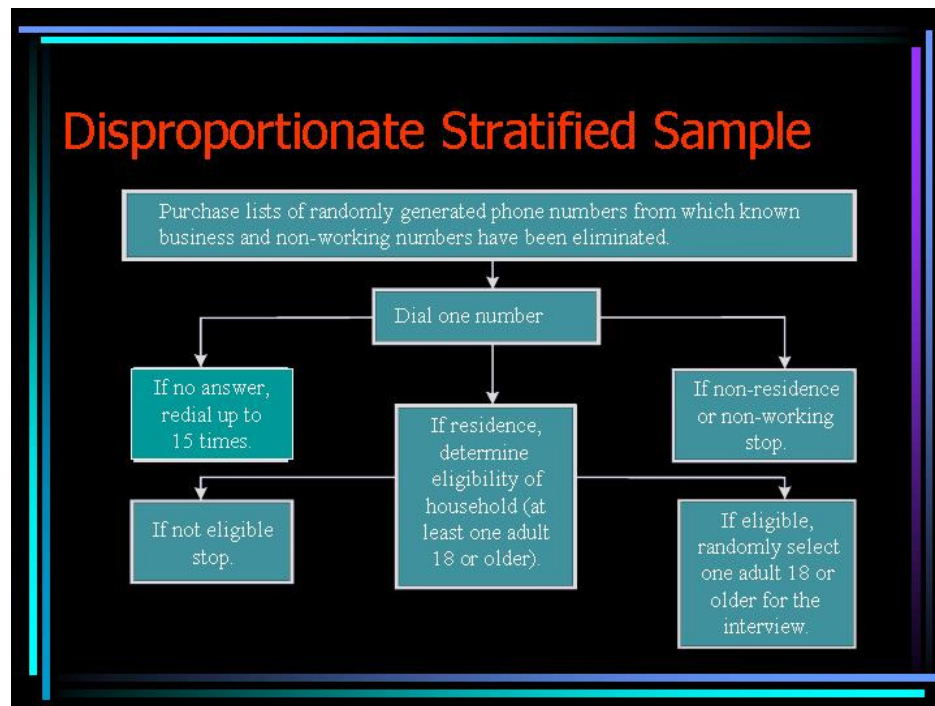 Disproportionate Stratified Sample
Purchase lists of randomly generated phone numbers from which known
business and non-working numbers have been eliminated.
Dial one number
If no answer,
redial up to
15 times.
If residence,
determine
eligibility of
household (at
least one adult
18 or older).
If non-residence
or non-working
stop.
If not eligible
stop.
If eligible,
randomly select
one adult 18 or
older for the
interview.